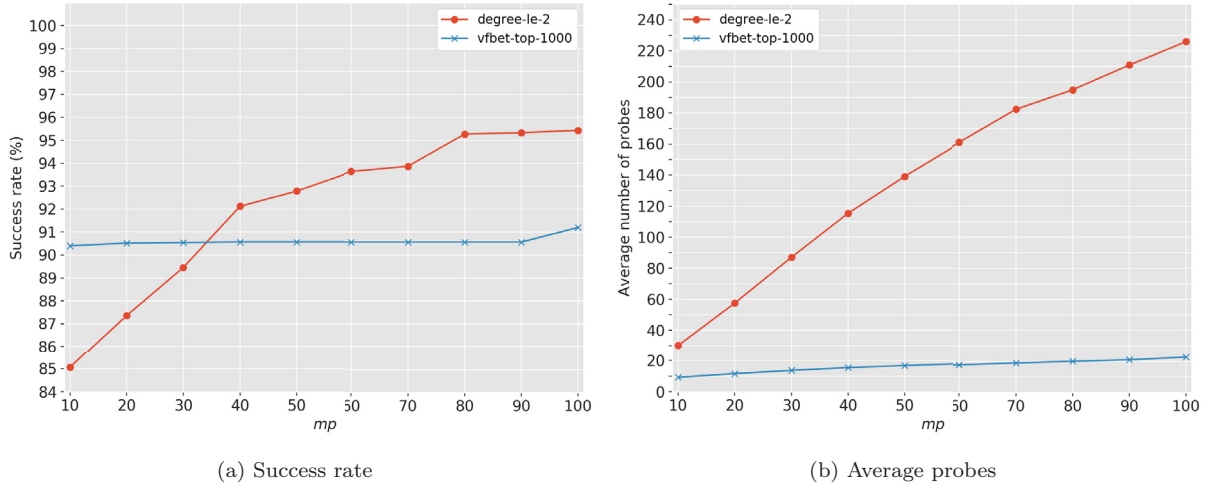 degree-le-2
vfbet-top-1000
Success rate (%)
100
99
98
97
96
95
94
93
92
91
90
89
88
87
86
85
84
10 20 30 40 50 60 70 80 90 100
mp
(a) Success rate
degree-le-2
vfbet-top-1000
Average number of probes
240
220
200
180
160
140
120
100
80
60
40
20
0
10 20 30 40 50 60 70 80 90 100
mp
(b) Average probes